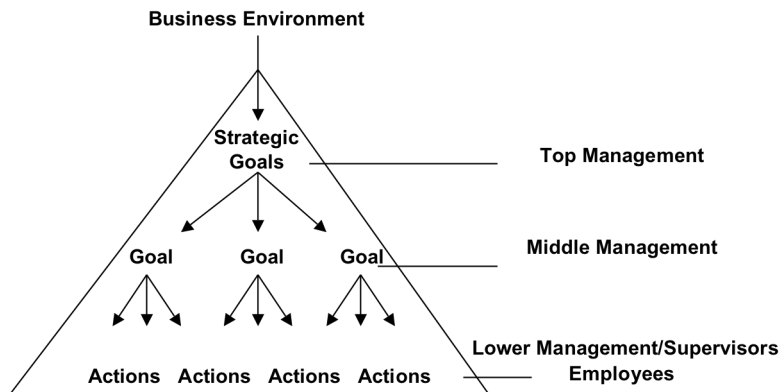 Business Environment
Strategic
Goals
Top Management
Goal Goal Goal
Middle Management
Actions Actions Actions Actions
Lower Management/Supervisors
Employees